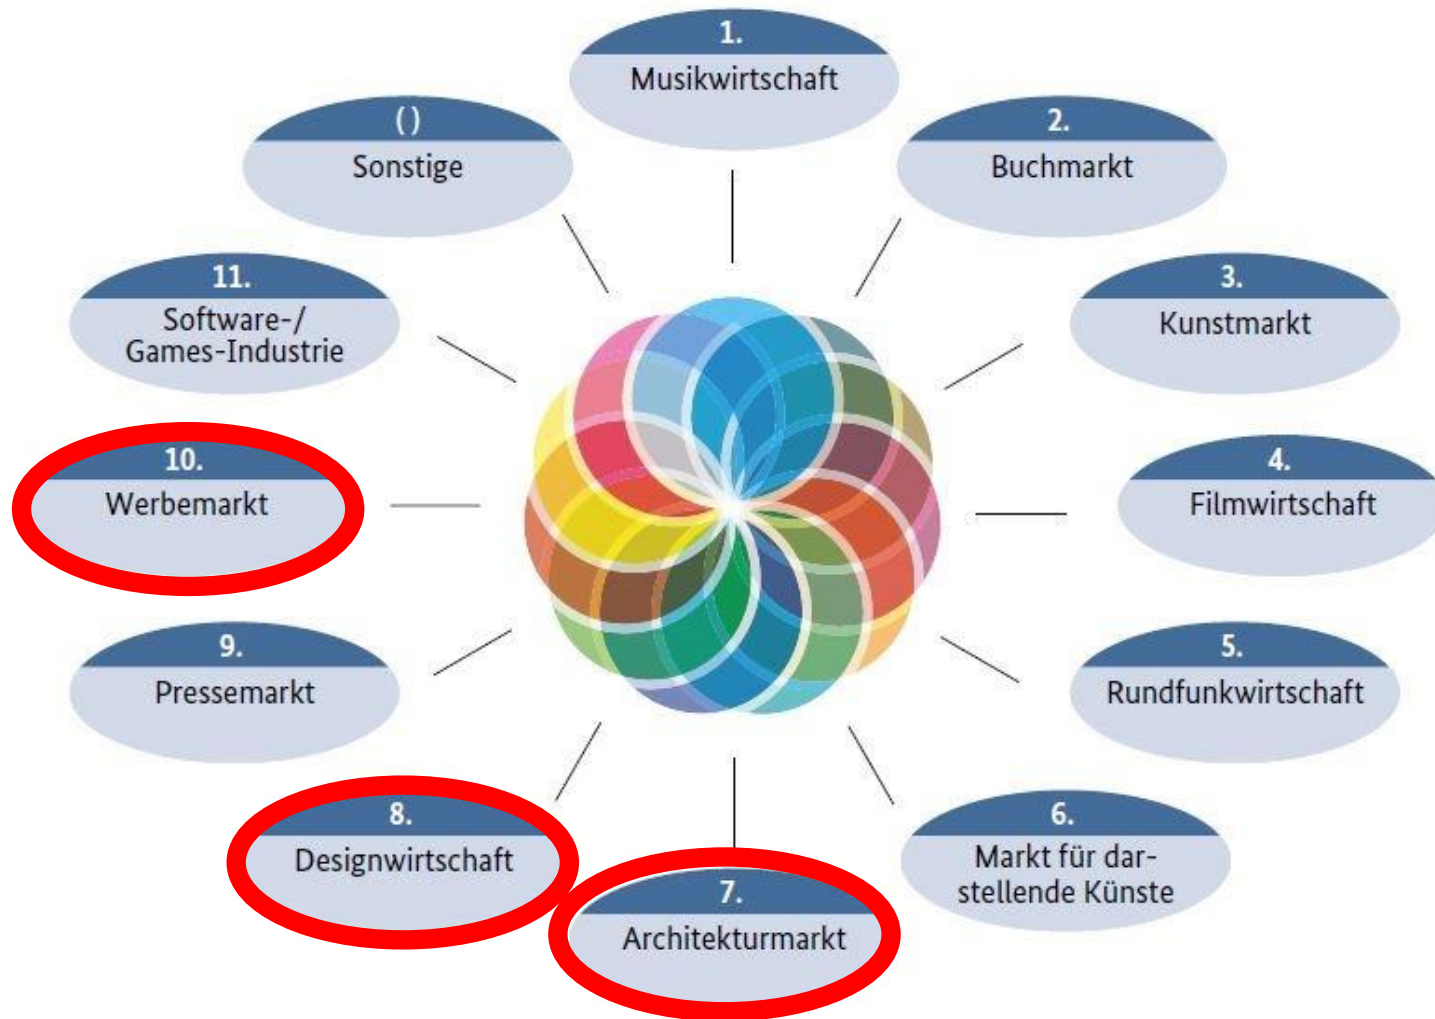 1.
Musikwirtschaft
2.
Buchmarkt
3.
Kunstmarkt
4.
Filmwirtschaft
5.
Rundfunkwirtschaft
6.
Markt für dar-
stellende Künste
7.
Architekturmarkt
8.
Designwirtschaft
9.
Pressemarkt
10.
Werbemarkt
11.
Software-/
Games-Industrie
( )
Sonstige